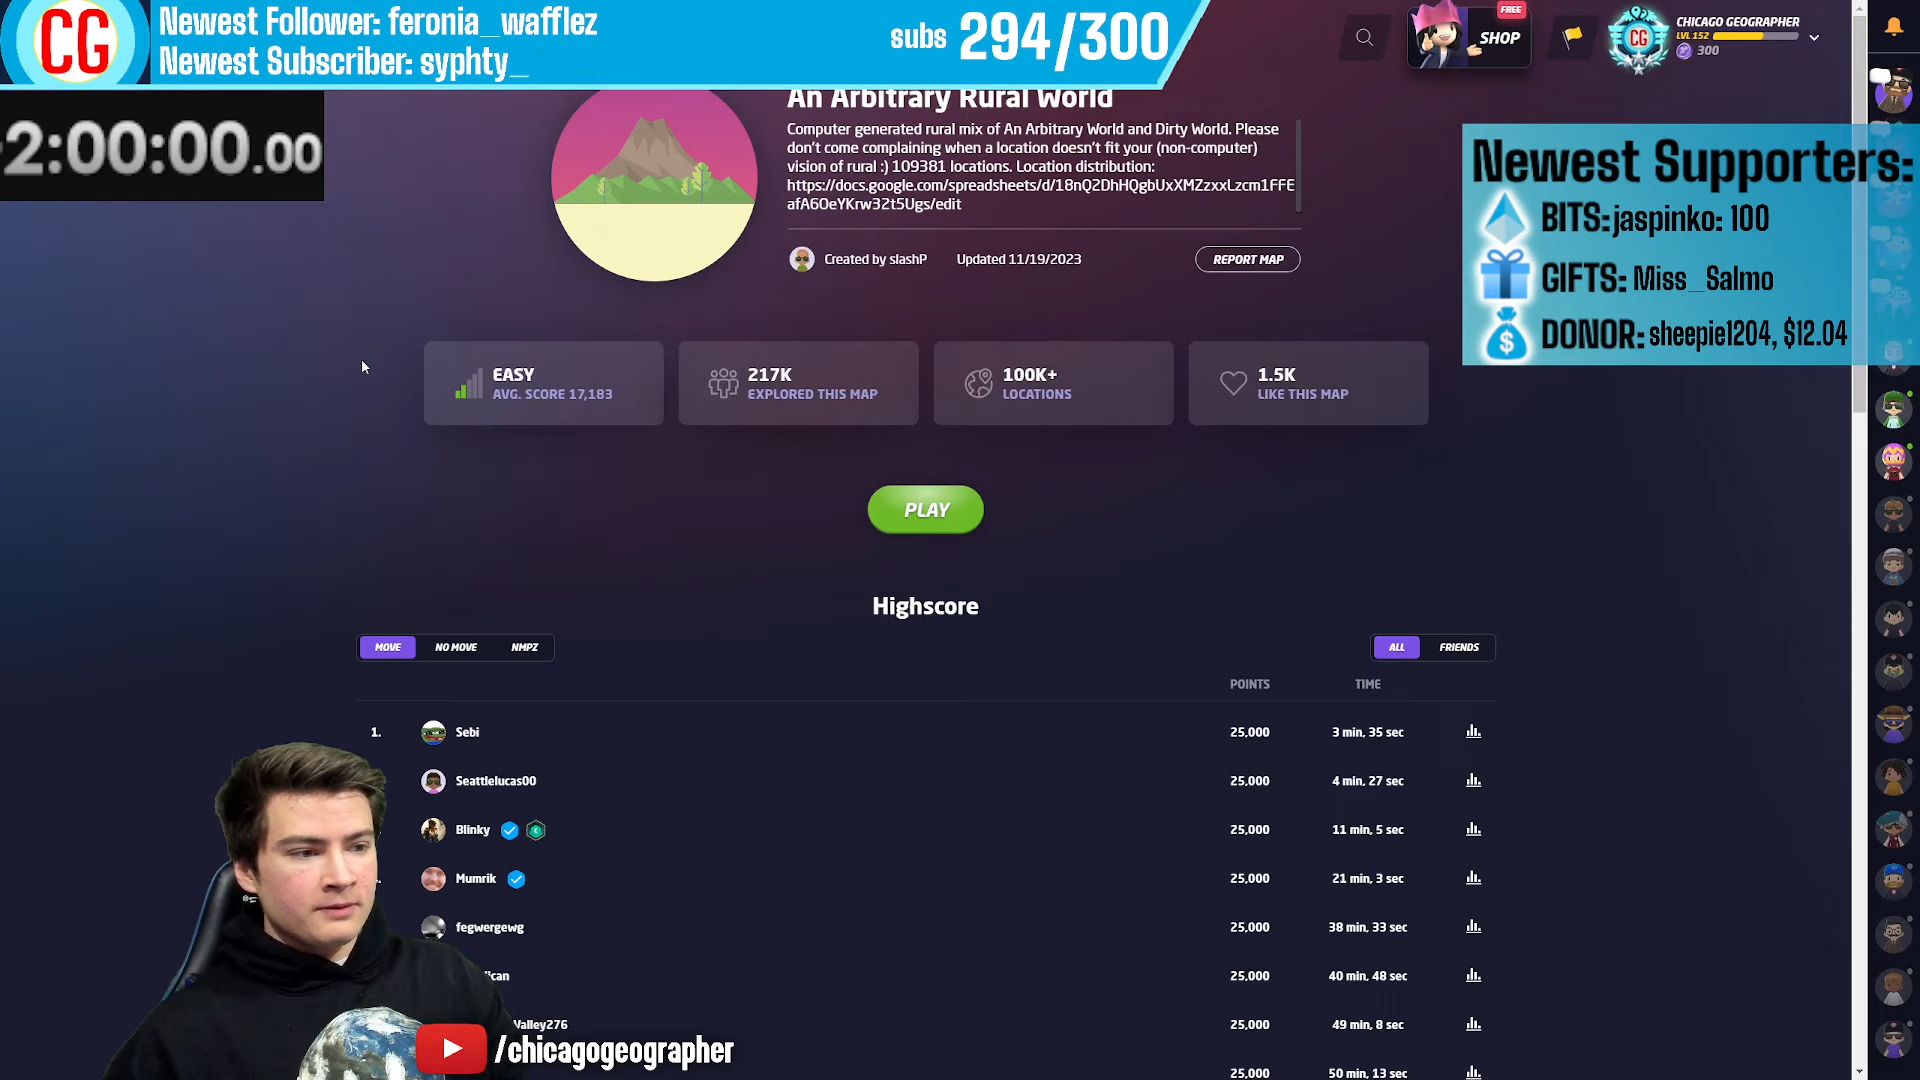 CG
Newest Follower: feronia_wafflez
Newest Subscriber: syphty_
subs 294/300
FREE
SHOP
CG
CHICAGO GEOGRAPHER
LVL 152
300
2:00:00.00
An Arbitrary Rural World
Computer generated rural mix of An Arbitrary World and Dirty World. Please
don't come complaining when a location doesn't fit your (non-computer)
vision of rural :) 109381 locations. Location distribution:
https://docs.google.com/spreadsheets/d/18nQ2DhHQgbUxXMZzxxLzcm1FFE
afA6OeYKrw32t5Ugs/edit
Created by slashP
Updated 11/19/2023
REPORT MAP
Newest Supporters:
BITS: jaspinko: 100
GIFTS: Miss_Salmo
DONOR: sheepie1204, $12.04
EASY
AVG. SCORE 17,183
217K
EXPLORED THIS MAP
100K+
LOCATIONS
1.5K
LIKE THIS MAP
PLAY
Highscore
MOVE NO MOVE NMPZ
ALL FRIENDS
POINTS TIME
1. Sebi 25,000 3 min, 35 sec
Seattlelucas00 25,000 4 min, 27 sec
Blinky 25,000 11 min, 5 sec
Mumrik 25,000 21 min, 3 sec
fegwergewg 25,000 38 min, 33 sec
ican 25,000 40 min, 48 sec
Valley276 25,000 49 min, 8 sec
25,000 50 min, 13 sec
/chicagogeographer